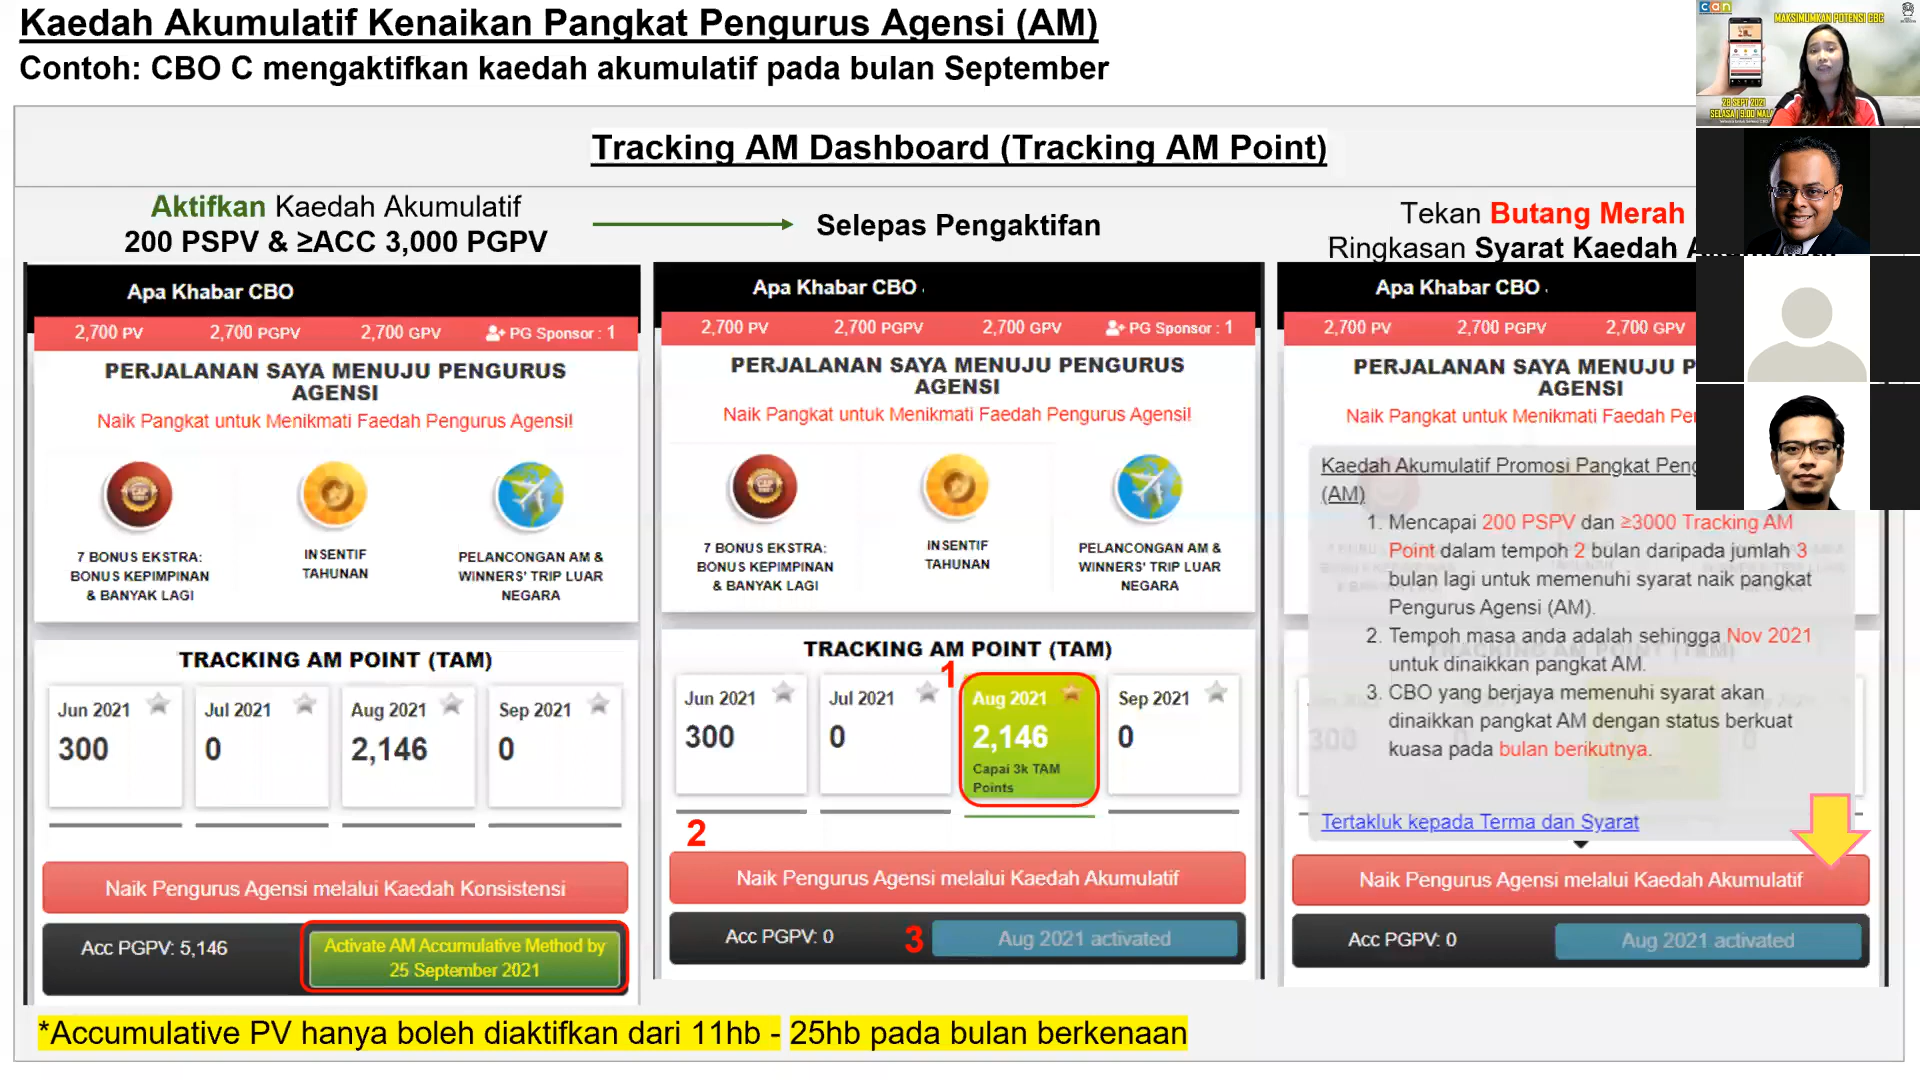 Kaedah Akumulatif Kenaikan Pangkat Pengurus Agensi (AM)
Contoh: CBO C mengaktifkan kaedah akumulatif pada bulan September
Tracking AM Dashboard (Tracking AM Point)
Aktifkan Kaedah Akumulatif
200 PSPV & ≥ACC 3,000 PGPV
Selepas Pengaktifan
Tekan Butang Merah
Ringkasan Syarat Kaedah
Apa Khabar CBO
2,700 PV 2,700 PGPV 2,700 GPV PG Sponsor : 1
PERJALANAN SAYA MENUJU PENGURUS
AGENSI
Naik Pangkat untuk Menikmati Faedah Pengurus Agensi!
7 BONUS EKSTRA:
BONUS KEPIMPINAN
& BANYAK LAGI
INSENTIF
TAHUNAN
PELANCONGAN AM &
WINNERS' TRIP LUAR
NEGARA
TRACKING AM POINT (TAM)
Jun 2021 Jul 2021 Aug 2021 Sep 2021
300 0 2,146 0
Naik Pengurus Agensi melalui Kaedah Konsistensi
Acc PGPV: 5,146
Activate AM Accumulative Method by
25 September 2021
Apa Khabar CBO
2,700 PV 2,700 PGPV 2,700 GPV PG Sponsor : 1
PERJALANAN SAYA MENUJU PENGURUS
AGENSI
Naik Pangkat untuk Menikmati Faedah Pengurus Agensi!
7 BONUS EKSTRA:
BONUS KEPIMPINAN
& BANYAK LAGI
INSENTIF
TAHUNAN
PELANCONGAN AM &
WINNERS' TRIP LUAR
NEGARA
TRACKING AM POINT (TAM)
1
Jun 2021 Jul 2021 Aug 2021 Sep 2021
300 0 2,146 0
Capai 3k TAM
Points
2
Naik Pengurus Agensi melalui Kaedah Akumulatif
Acc PGPV: 0 3 Aug 2021 activated
Apa Khabar CBO
2,700 PV 2,700 PGPV 2,700 GPV
PERJALANAN SAYA MENUJU
AGENSI
Naik Pangkat untuk Menikmati Faedah
Kaedah Akumulatif Promosi Pangkat
(AM)
1. Mencapai 200 PSPV dan ≥3000 Tracking AM
Point dalam tempoh 2 bulan daripada jumlah 3
bulan lagi untuk memenuhi syarat naik pangkat
Pengurus Agensi (AM).
2. Tempoh masa anda adalah sehingga Nov 2021
untuk dinaikkan pangkat AM.
3. CBO yang berjaya memenuhi syarat akan
dinaikkan pangkat AM dengan status berkuat
kuasa pada bulan berikutnya.
Tertakluk kepada Terma dan Syarat
Naik Pengurus Agensi melalui Kaedah Akumulatif
Acc PGPV: 0 Aug 2021 activated
*Accumulative PV hanya boleh diaktifkan dari 11hb - 25hb pada bulan berkenaan
can
MAKSIMUMKAN POTENSI CBC
28 SEPT 2021
SELASA | 9.00 MALAM